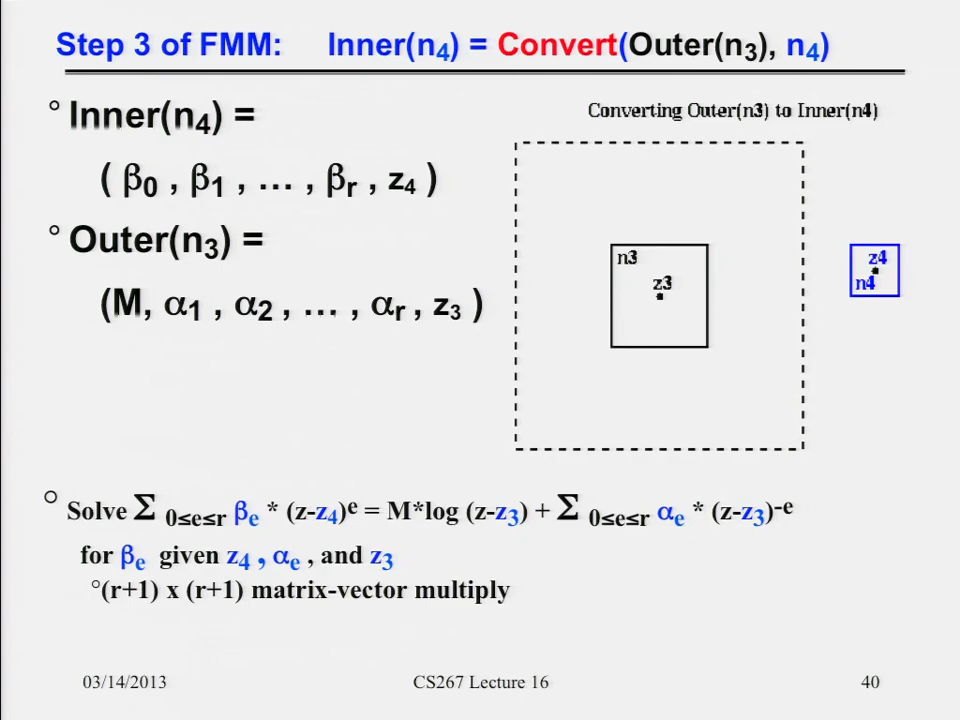 Step 3 of FMM: Inner(n4) = Convert(Outer(n3), n4)
° Inner(n4) =
( β0 , β1 , … , βr , z4 )
° Outer(n3) =
(M, α1 , α2 , … , αr , z3 )
Converting Outer(n3) to Inner(n4)
n3
z3
z4
n4
° Solve Σ 0≤e≤r βe * (z-z4)e = M*log (z-z3) + Σ 0≤e≤r αe * (z-z3)-e
for βe given z4 , αe , and z3
°(r+1) x (r+1) matrix-vector multiply
03/14/2013
CS267 Lecture 16
40